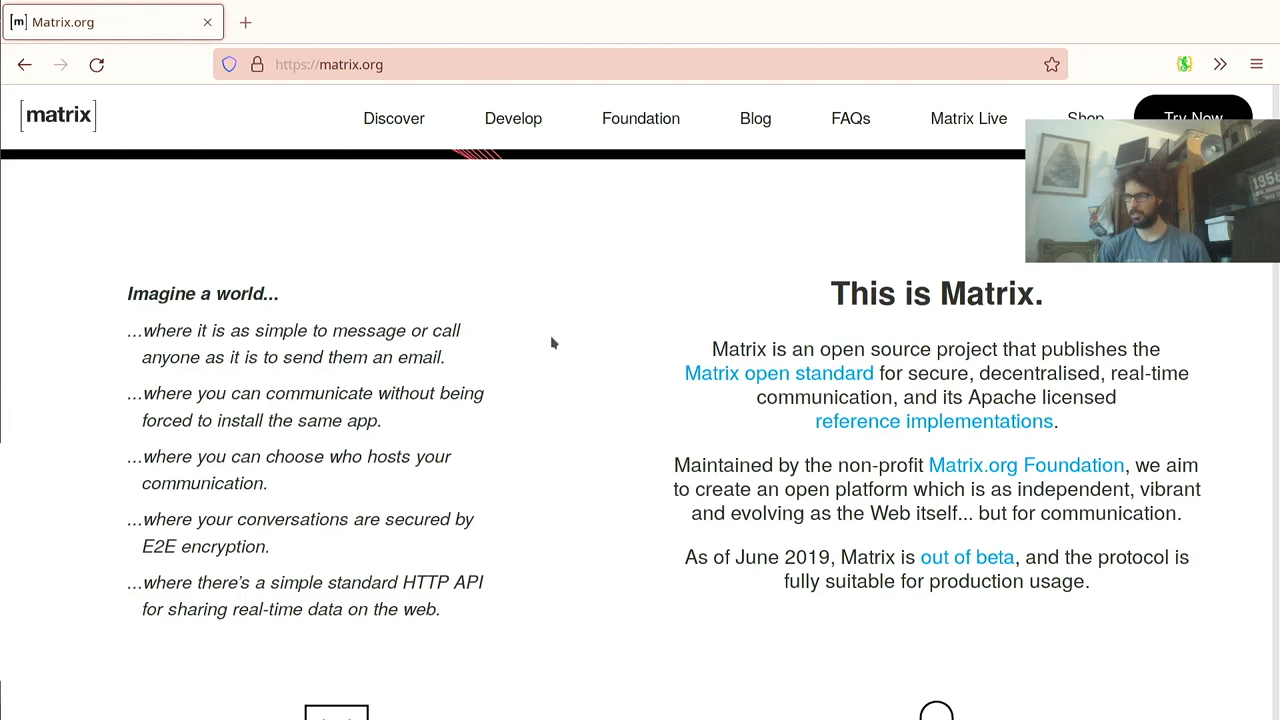 [m] Matrix.org
https://matrix.org
[matrix]
Discover
Develop
Foundation
Blog
FAQs
Matrix Live
Shop
Try Now
Imagine a world...
...where it is as simple to message or call
anyone as it is to send them an email.
...where you can communicate without being
forced to install the same app.
...where you can choose who hosts your
communication.
...where your conversations are secured by
E2E encryption.
...where there's a simple standard HTTP API
for sharing real-time data on the web.
This is Matrix.
Matrix is an open source project that publishes the
Matrix open standard for secure, decentralised, real-time
communication, and its Apache licensed
reference implementations.
Maintained by the non-profit Matrix.org Foundation, we aim
to create an open platform which is as independent, vibrant
and evolving as the Web itself... but for communication.
As of June 2019, Matrix is out of beta, and the protocol is
fully suitable for production usage.